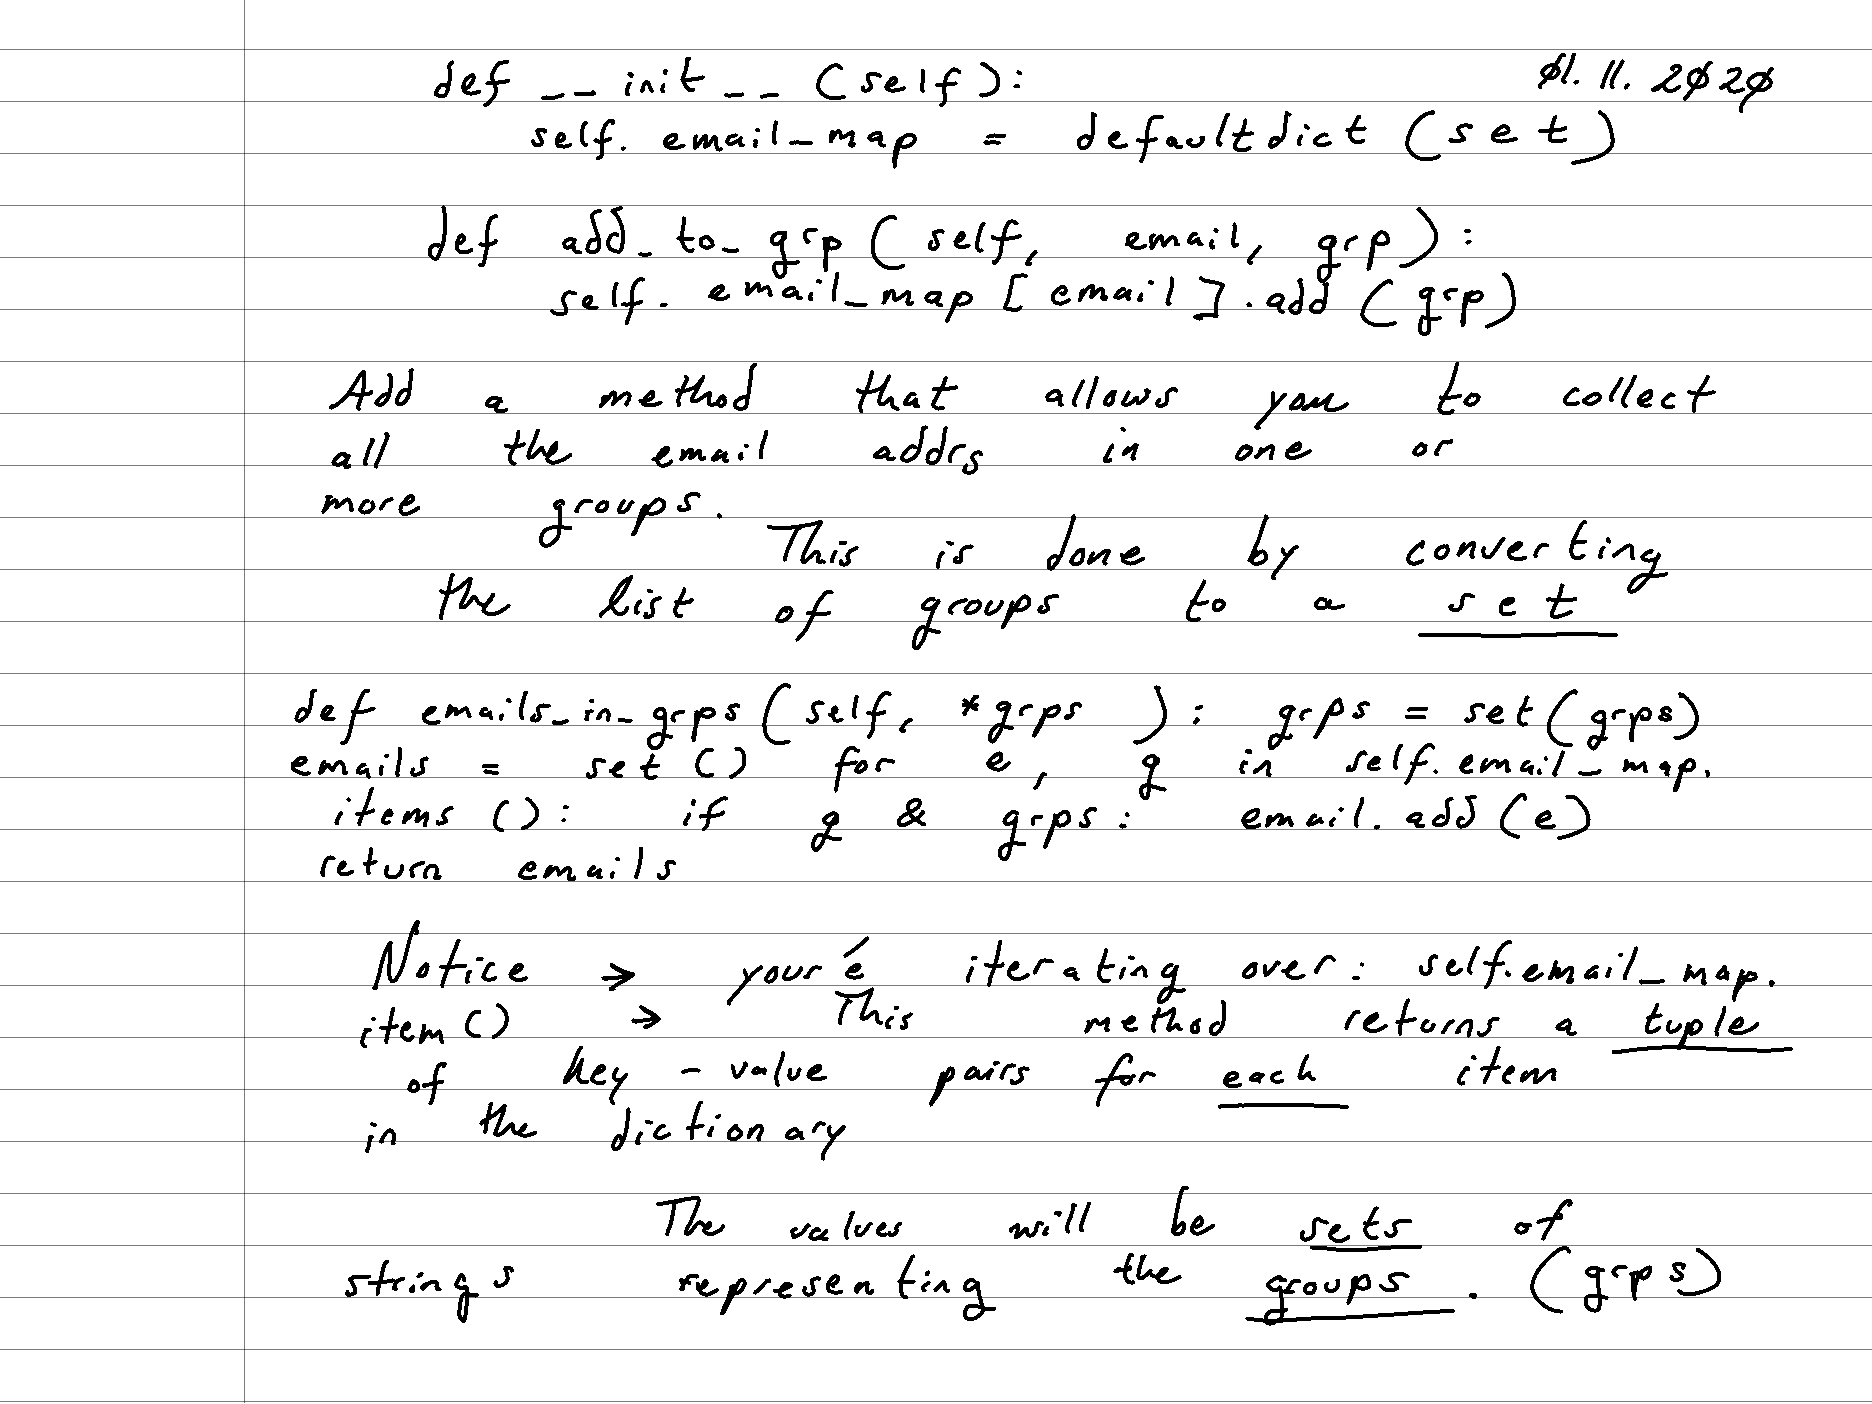 def __init__(self):
01.11.2020
self.email_map = defaultdict(set)
def add_to_grp(self, email, grp):
self.email_map[email].add(grp)
Add a method that allows you to collect
all the email addrs in one or
more groups.
This is done by converting
the list of groups to a set
def emails_in_grps(self, *grps ): grps = set(grps)
emails = set() for e, g in self.email_map.
items(): if g & grps: email.add(e)
return emails
Notice → your'e iterating over: self.email_map.
item() → This method returns a tuple
of key-value pairs for each item
in the dictionary
The values will be sets of
strings representing the groups. (grps)